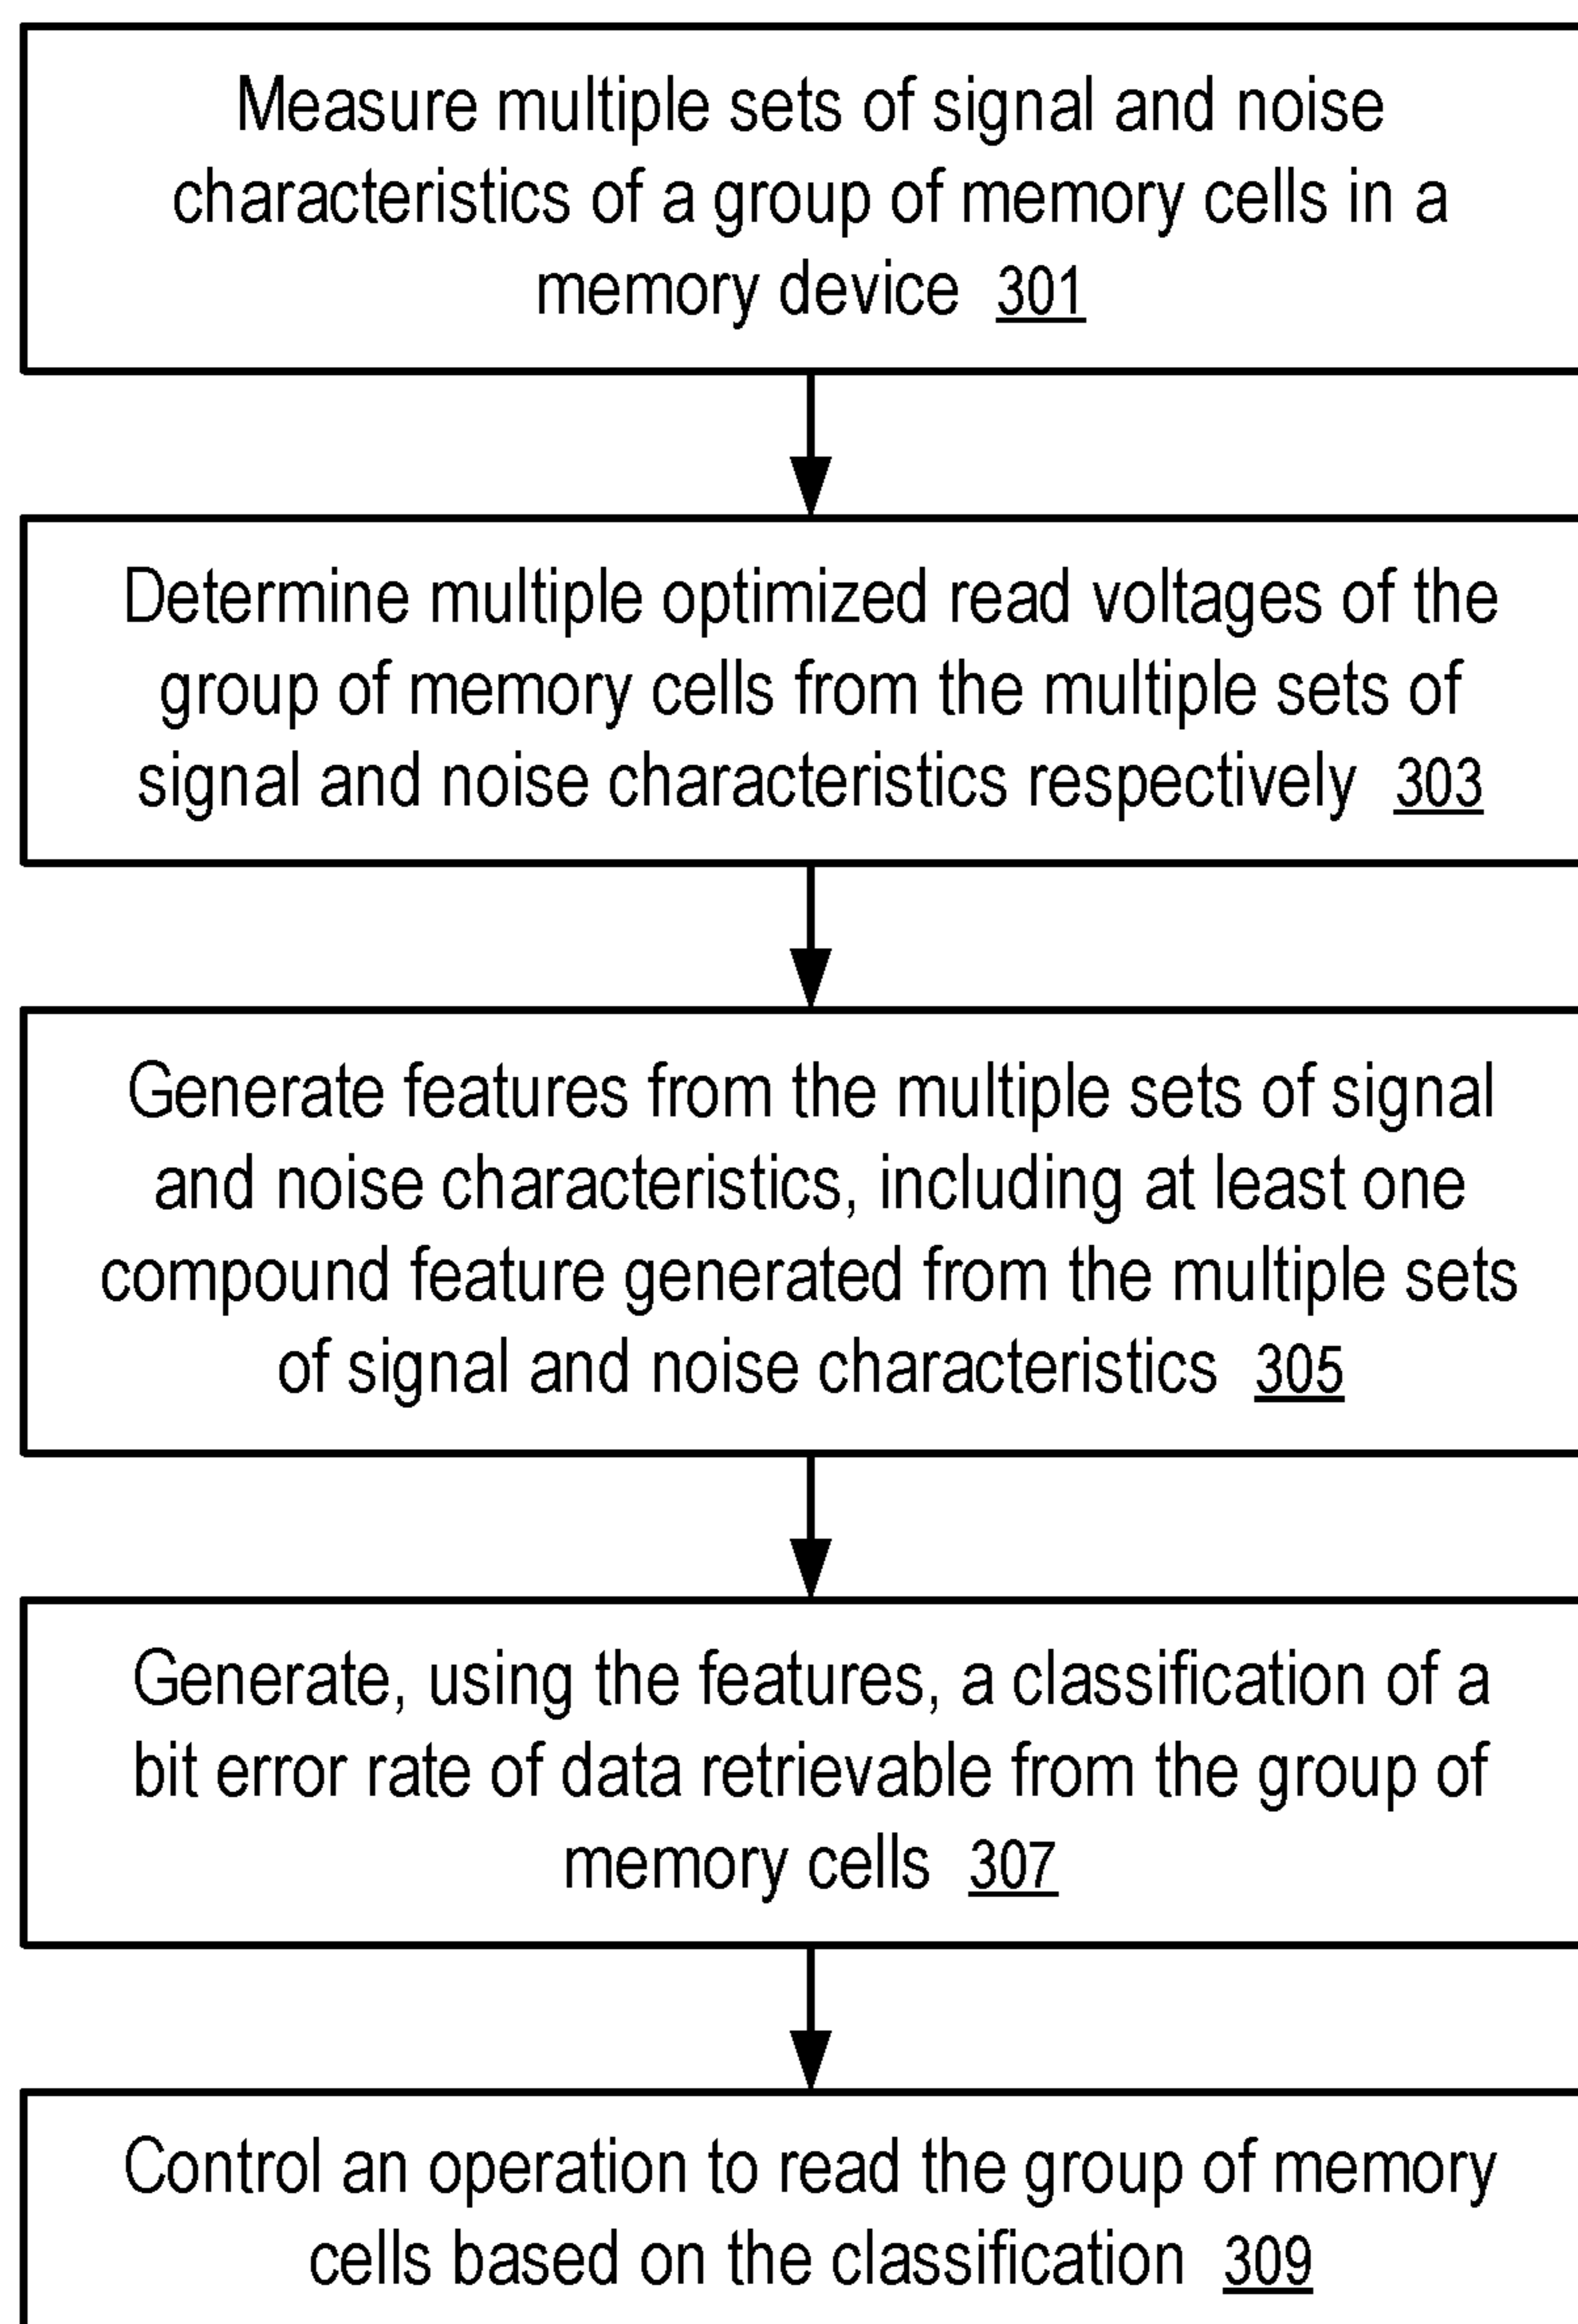 Measure multiple sets of signal and noise
characteristics of a group of memory cells in a
memory device 301
Determine multiple optimized read voltages of the
group of memory cells from the multiple sets of
signal and noise characteristics respectively 303
Generate features from the multiple sets of signal
and noise characteristics, including at least one
compound feature generated from the multiple sets
of signal and noise characteristics 305
Generate, using the features, a classification of a
bit error rate of data retrievable from the group of
memory cells 307
Control an operation to read the group of memory
cells based on the classification 309